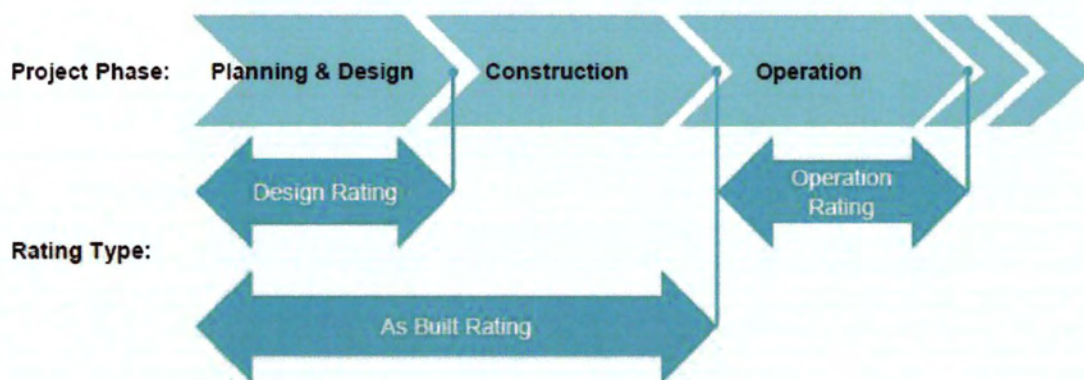 Project Phase: Planning & Design Construction Operation
Design Rating
Operation
Rating
Rating Type:
As Built Rating